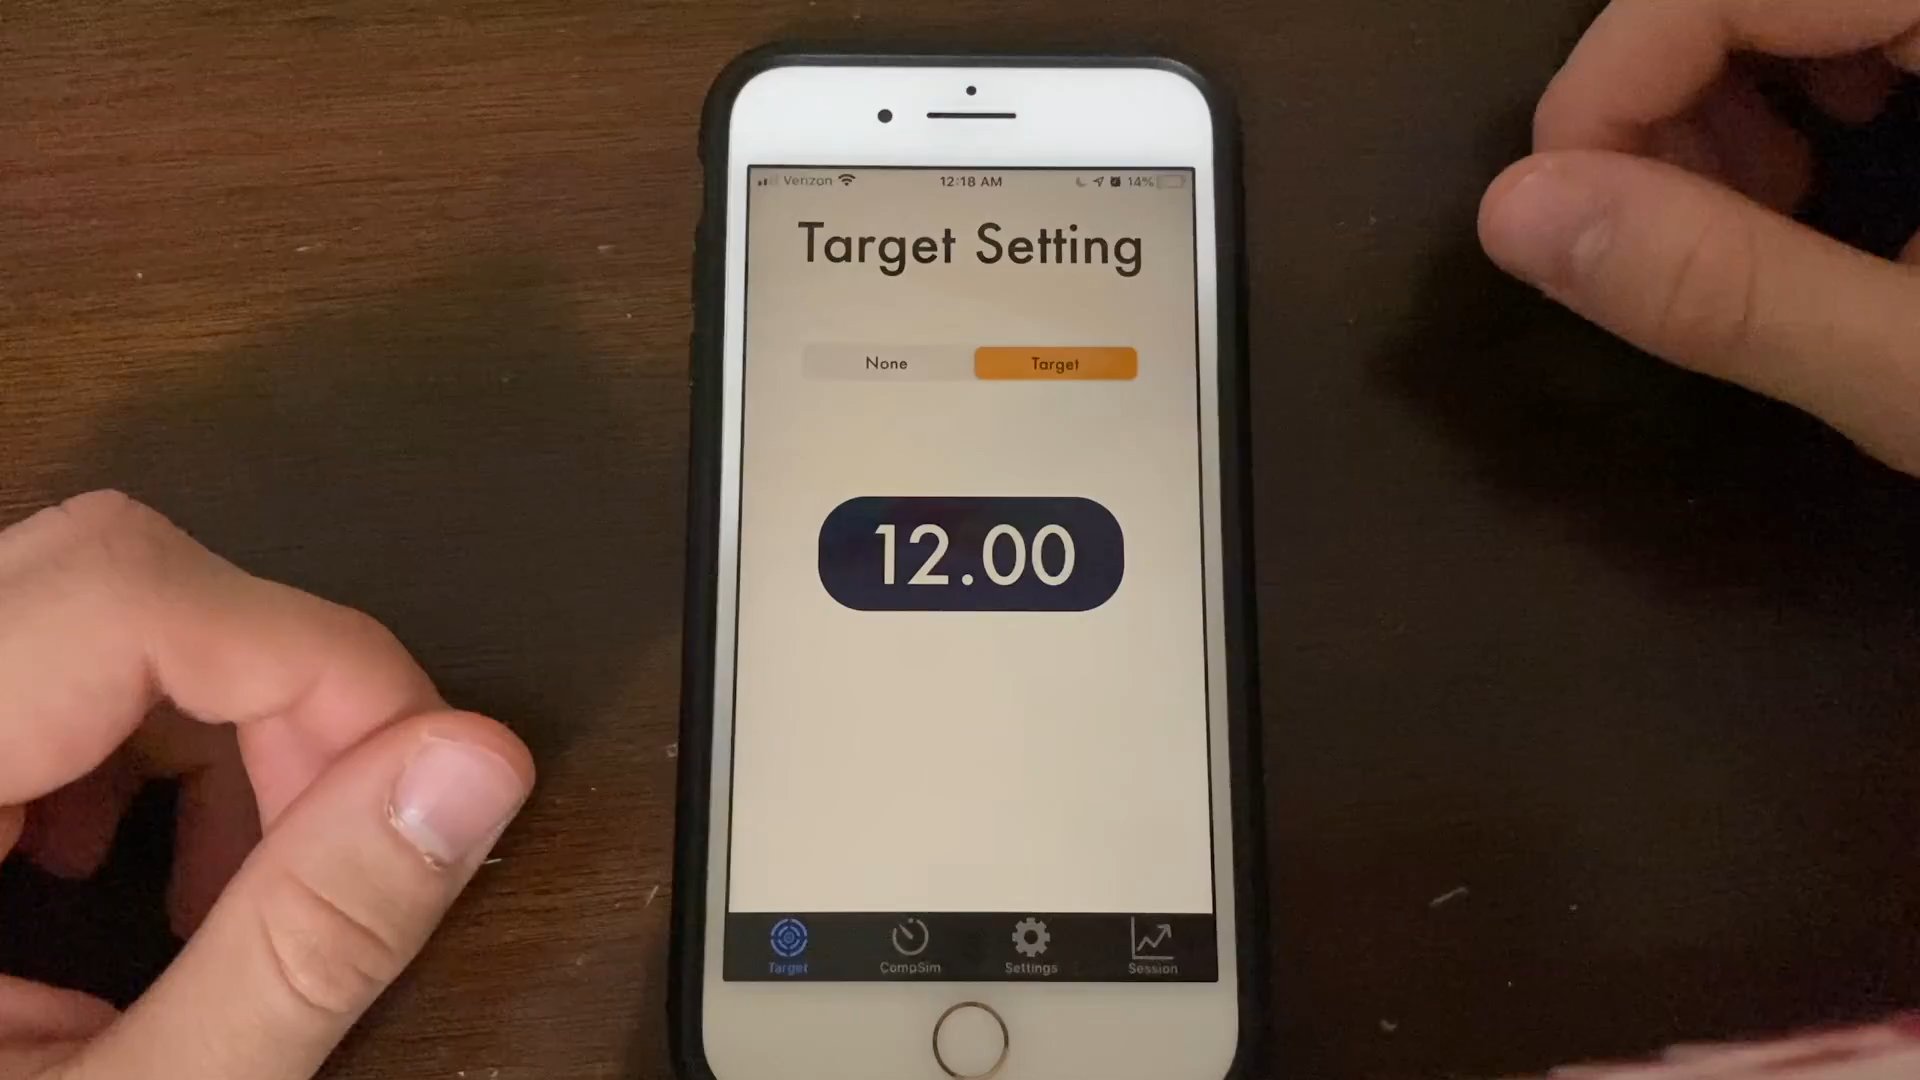 Verizon 12:18 AM 14%
Target Setting
None Target
12.00
Target CompSim Settings Session